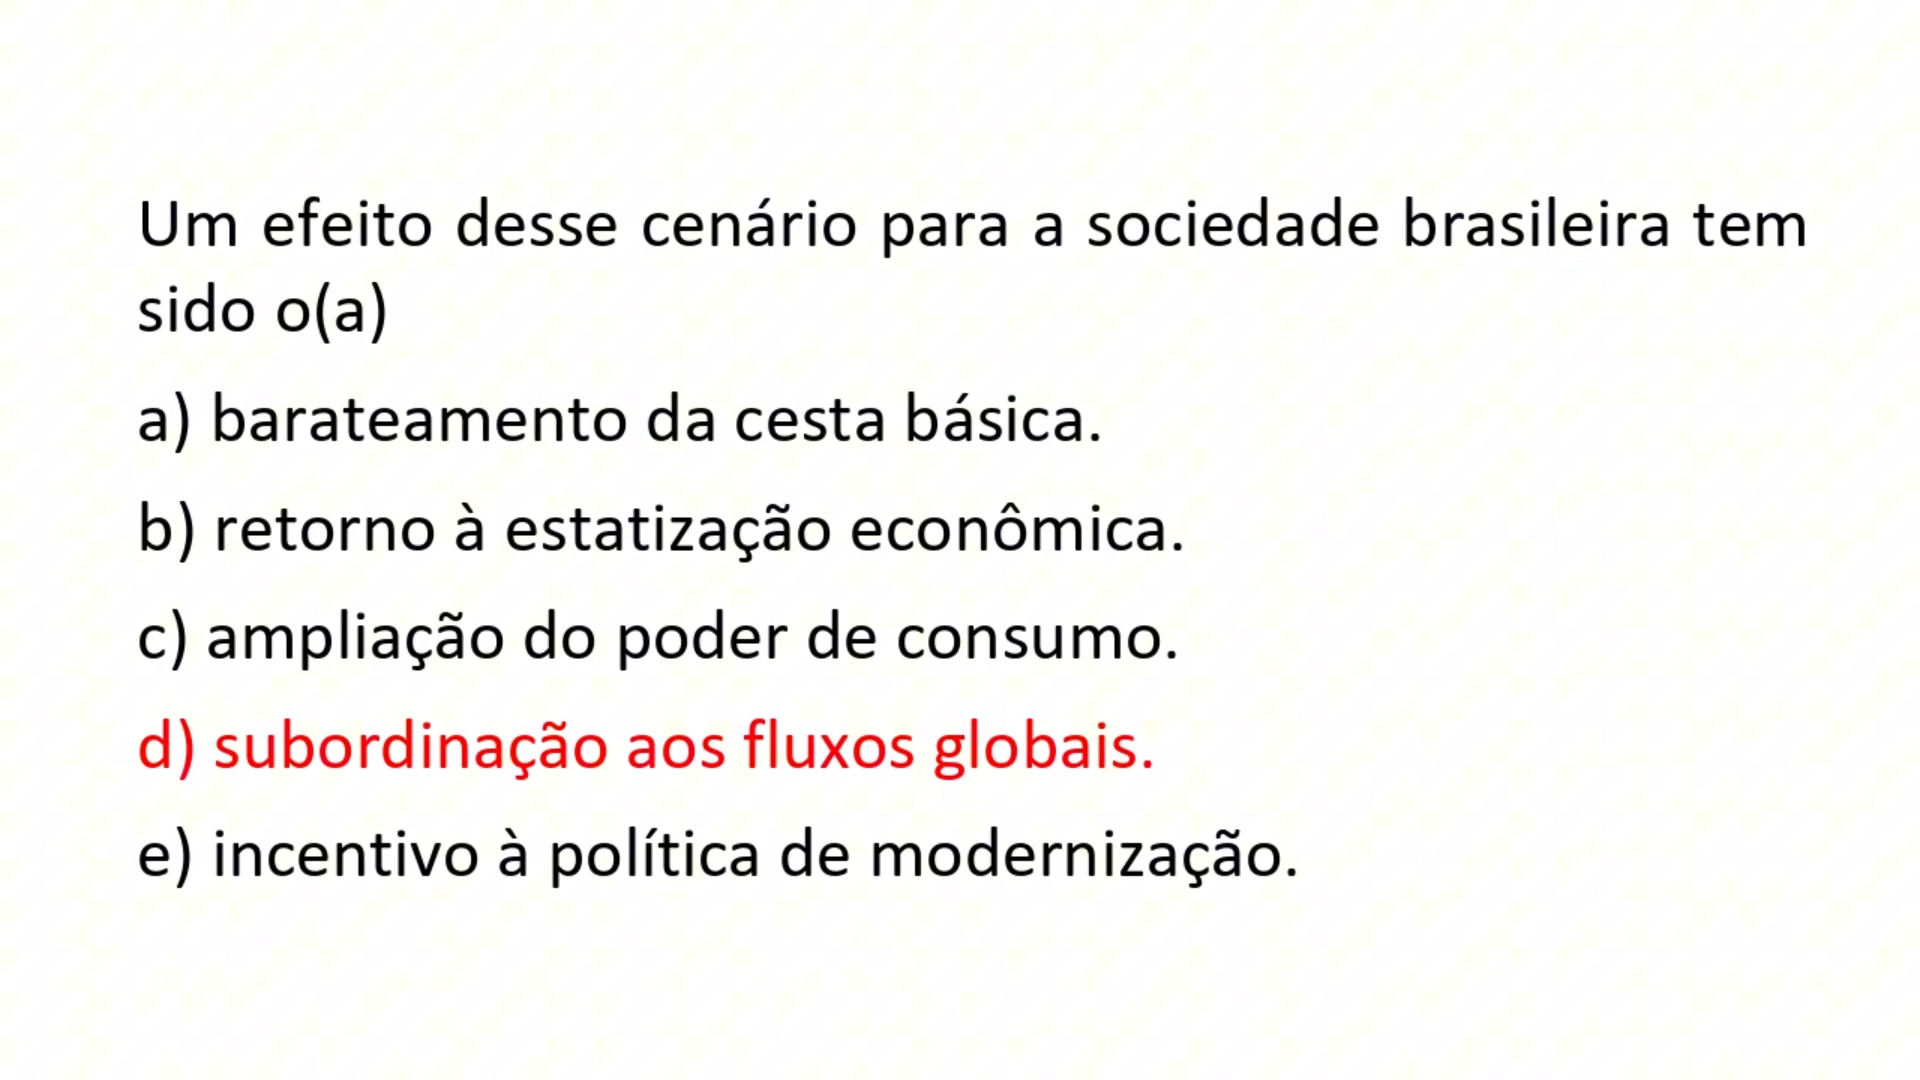 Um efeito desse cenário para a sociedade brasileira tem
sido o(a)
a) barateamento da cesta básica.
b) retorno à estatização econômica.
c) ampliação do poder de consumo.
d) subordinação aos fluxos globais.
e) incentivo à política de modernização.